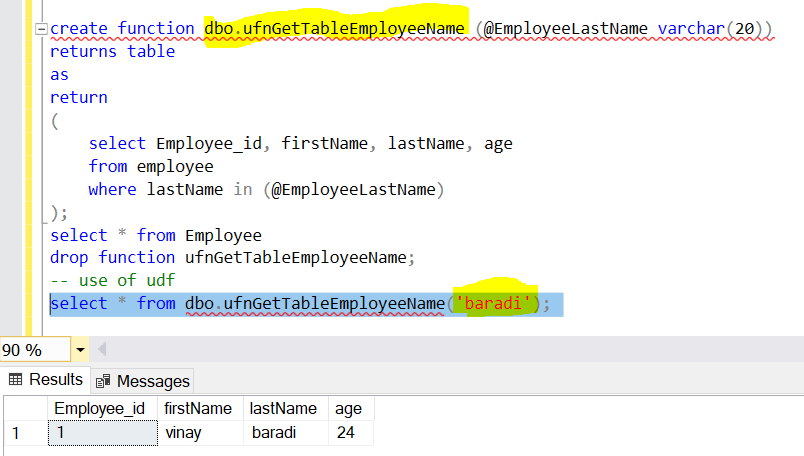 create function dbo.ufnGetTableEmployeeName (@EmployeeLastName varchar(20))
returns table
as
return
(
select Employee_id, firstName, lastName, age
from employee
where lastName in (@EmployeeLastName)
);
select * from Employee
drop function ufnGetTableEmployeeName;
-- use of udf
select * from dbo.ufnGetTableEmployeeName('baradi');
90 %
Results Messages
Employee_id firstName lastName age
1 1 vinay baradi 24